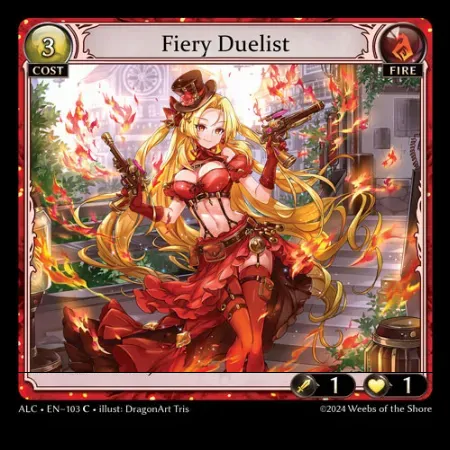 3
COST
Fiery Duelist
FIRE
1
1
ALC • EN-103 C • illust: DragonArt Tris
©2024 Weebs of the Shore